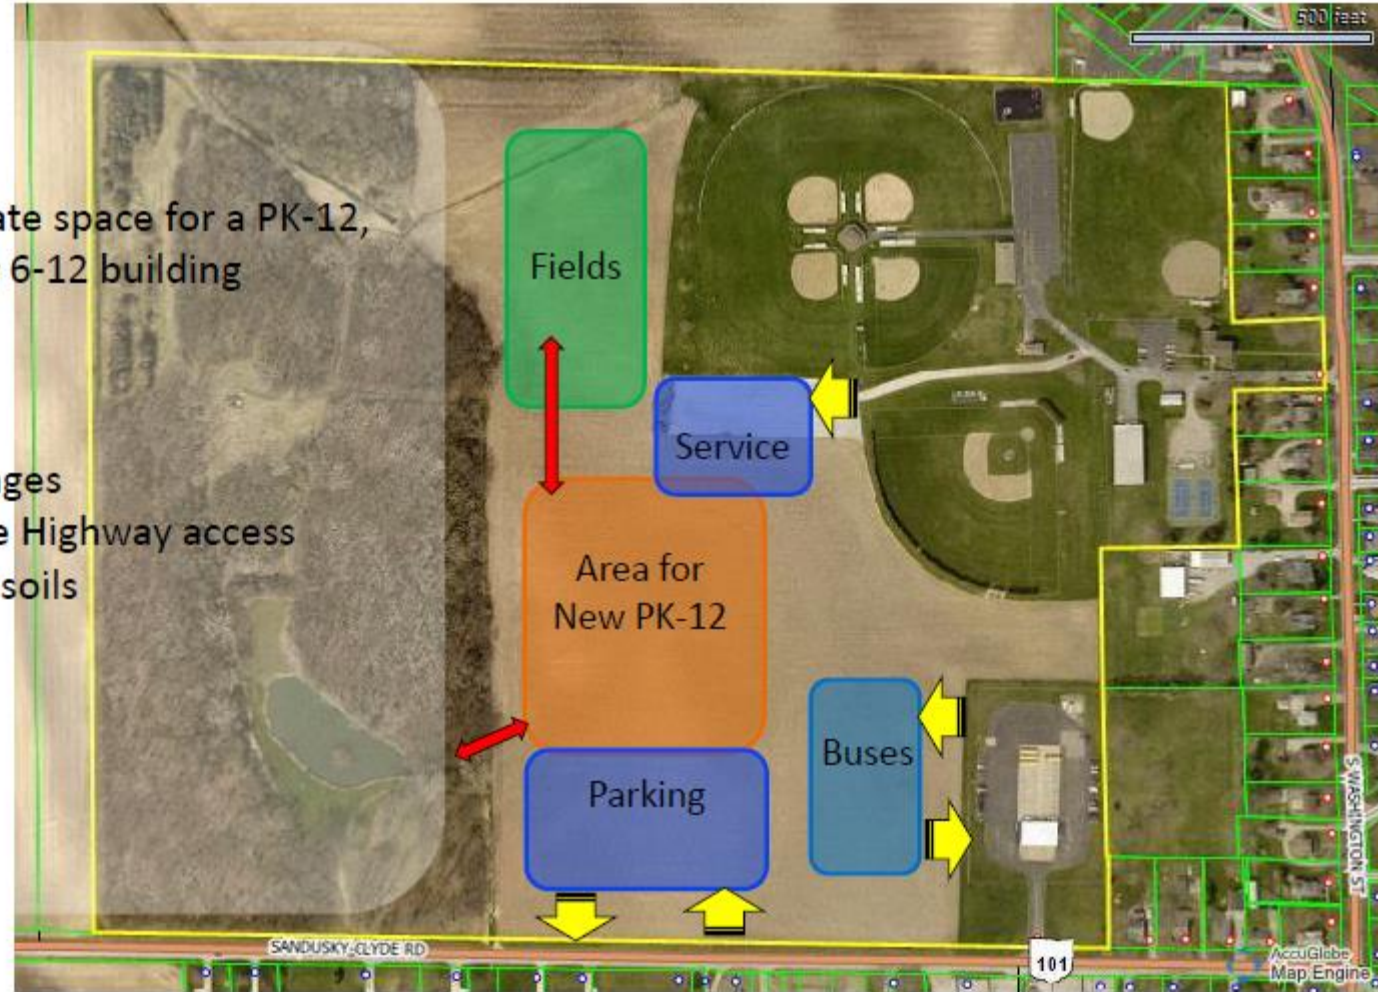 500 feet
ate space for a PK-12,
6-12 building
Fields
Service
ges
e Highway access
soils
Area for
New PK-12
Buses
Parking
S WASHINGTON ST
SANDUSKY-CLYDE RD
101
AccuGlobe
Map Engine